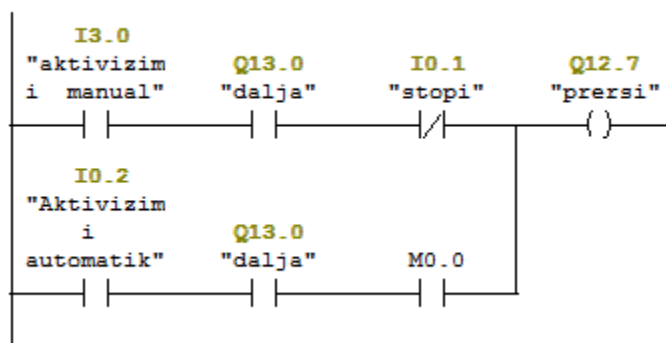 I3.0
"aktivizim Q13.0 I0.1 Q12.7
i manual" "dalja" "stopi" "prersi"
I0.2
"Aktivizim
i Q13.0
automatik" "dalja" M0.0